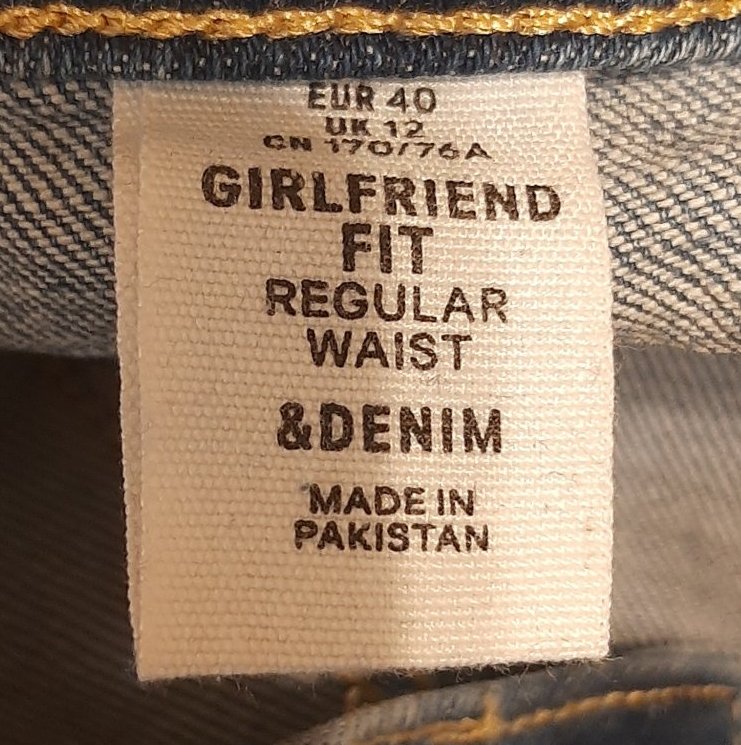 EUR 40
UK 12
CN 170/76A
GIRLFRIEND
FIT
REGULAR
WAIST
&DENIM
MADE IN
PAKISTAN